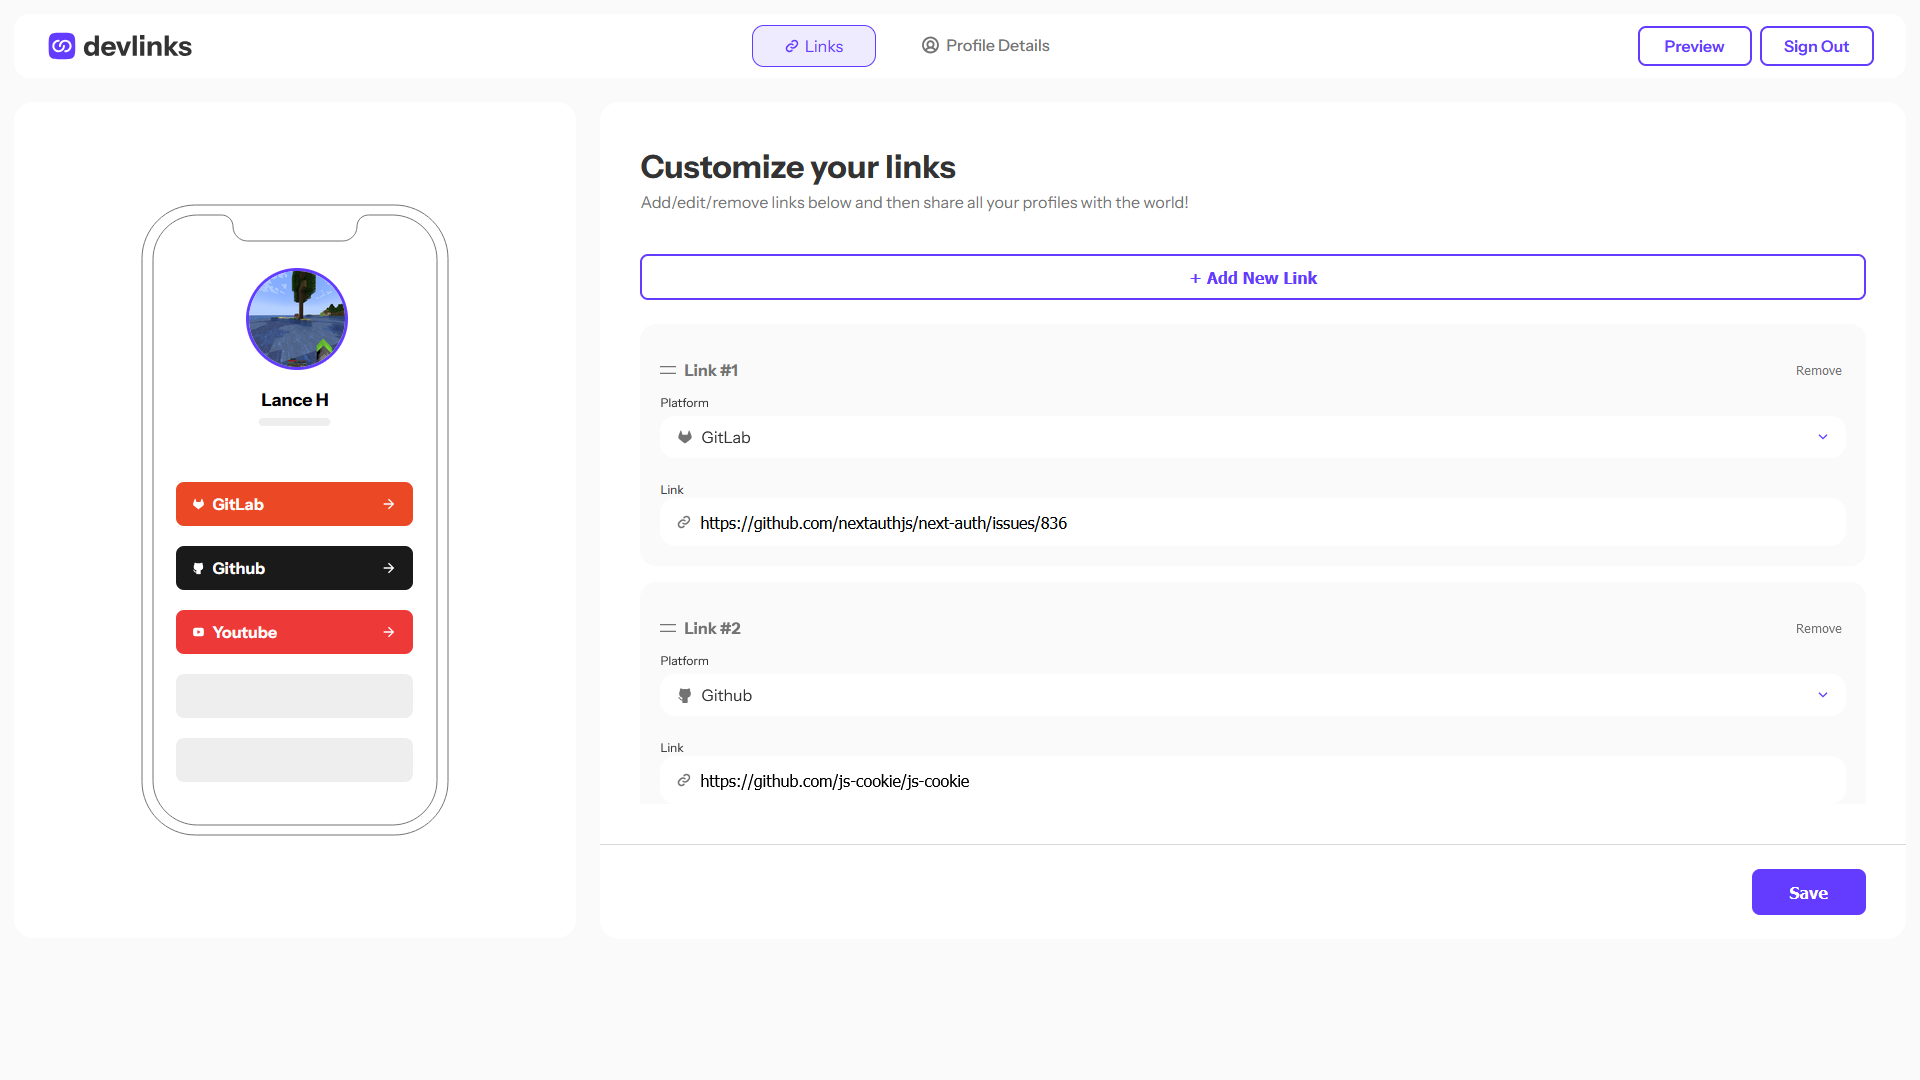 devlinks
Links
Profile Details
Preview
Sign Out
Lance H
GitLab
Github
Youtube
Customize your links
Add/edit/remove links below and then share all your profiles with the world!
+ Add New Link
Link #1
Remove
Platform
GitLab
Link
https://github.com/nextauthjs/next-auth/issues/836
Link #2
Remove
Platform
Github
Link
https://github.com/js-cookie/js-cookie
Save